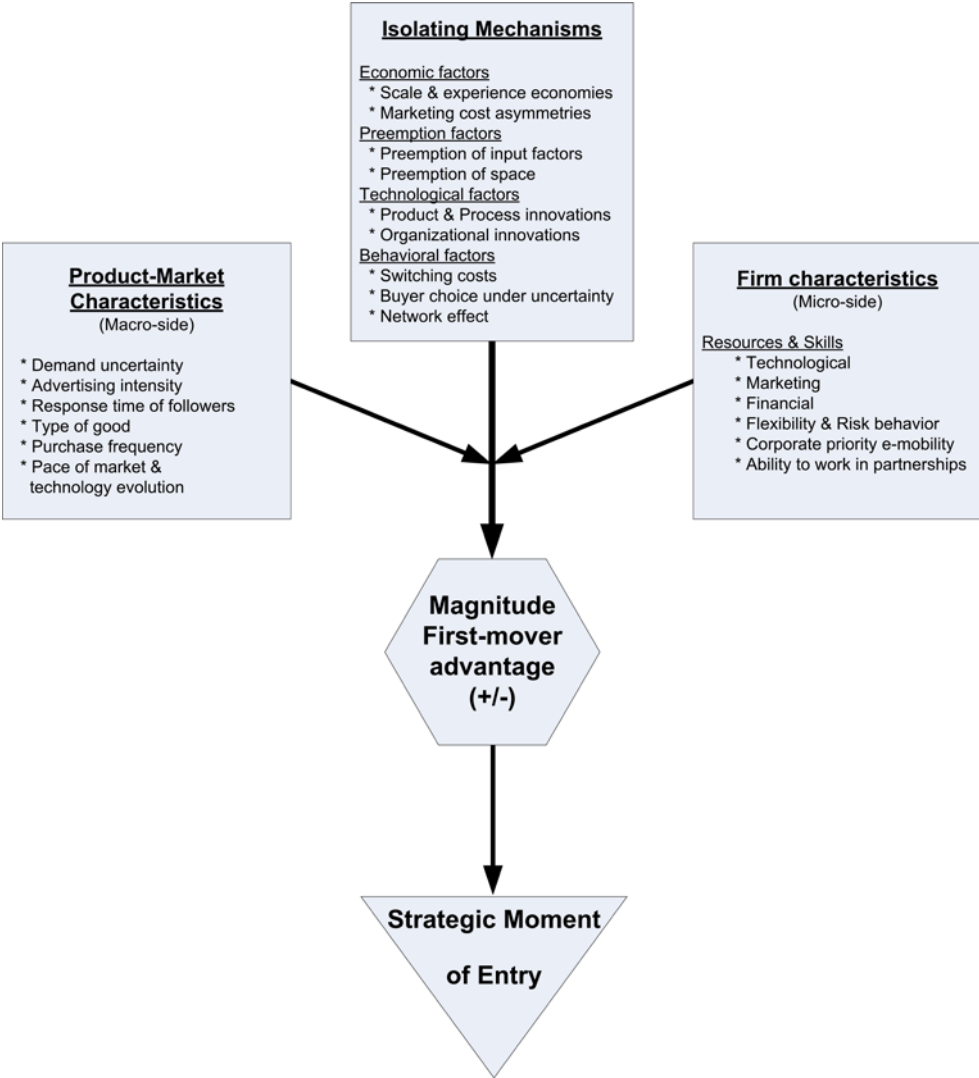 Isolating Mechanisms
Economic factors
* Scale & experience economies
* Marketing cost asymmetries
Preemption factors
* Preemption of input factors
* Preemption of space
Technological factors
* Product & Process innovations
* Organizational innovations
Behavioral factors
* Switching costs
* Buyer choice under uncertainty
* Network effect
Product-Market
Characteristics
(Macro-side)
* Demand uncertainty
* Advertising intensity
* Response time of followers
* Type of good
* Purchase frequency
* Pace of market &
technology evolution
Firm characteristics
(Micro-side)
Resources & Skills
* Technological
* Marketing
* Financial
* Flexibility & Risk behavior
* Corporate priority e-mobility
* Ability to work in partnerships
Magnitude
First-mover
advantage
(+/-)
Strategic Moment
of Entry